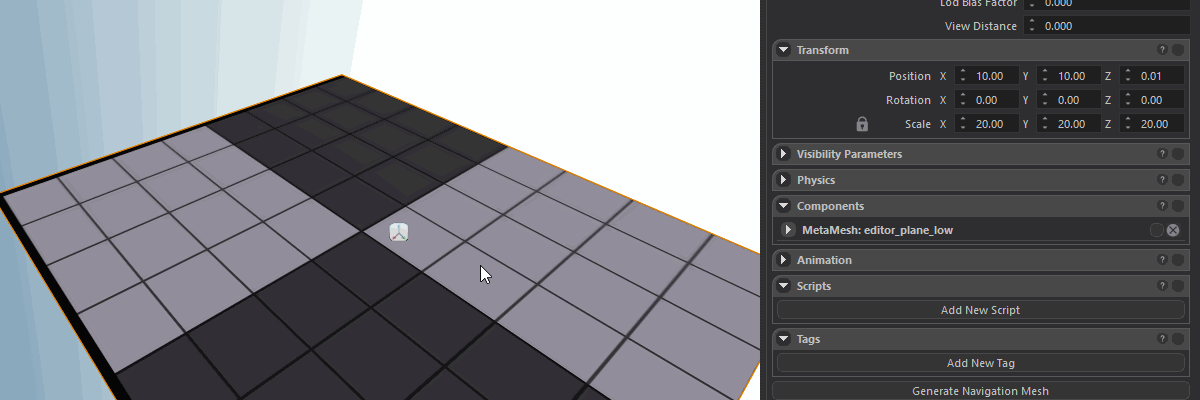 Lod Bias Factor 0.000
View Distance 0.000
Transform ?
Position X 10.00 Y 10.00 Z 0.01
Rotation X 0.00 Y 0.00 Z 0.00
Scale X 20.00 Y 20.00 Z 20.00
Visibility Parameters ?
Physics ?
Components ?
MetaMesh: editor_plane_low
Animation ?
Scripts ?
Add New Script
Tags ?
Add New Tag
Generate Navigation Mesh